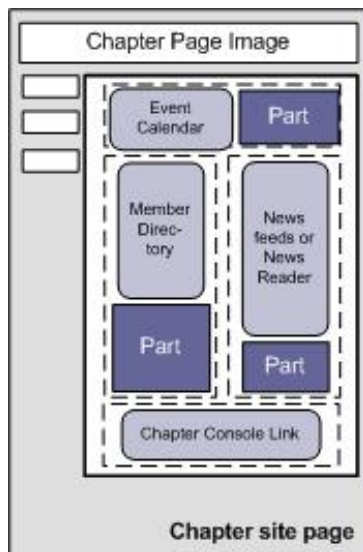 Chapter Page Image
Event
Calendar
Part
Member
Direc-
tory
News
feeds or
News
Reader
Part
Part
Chapter Console Link
Chapter site page